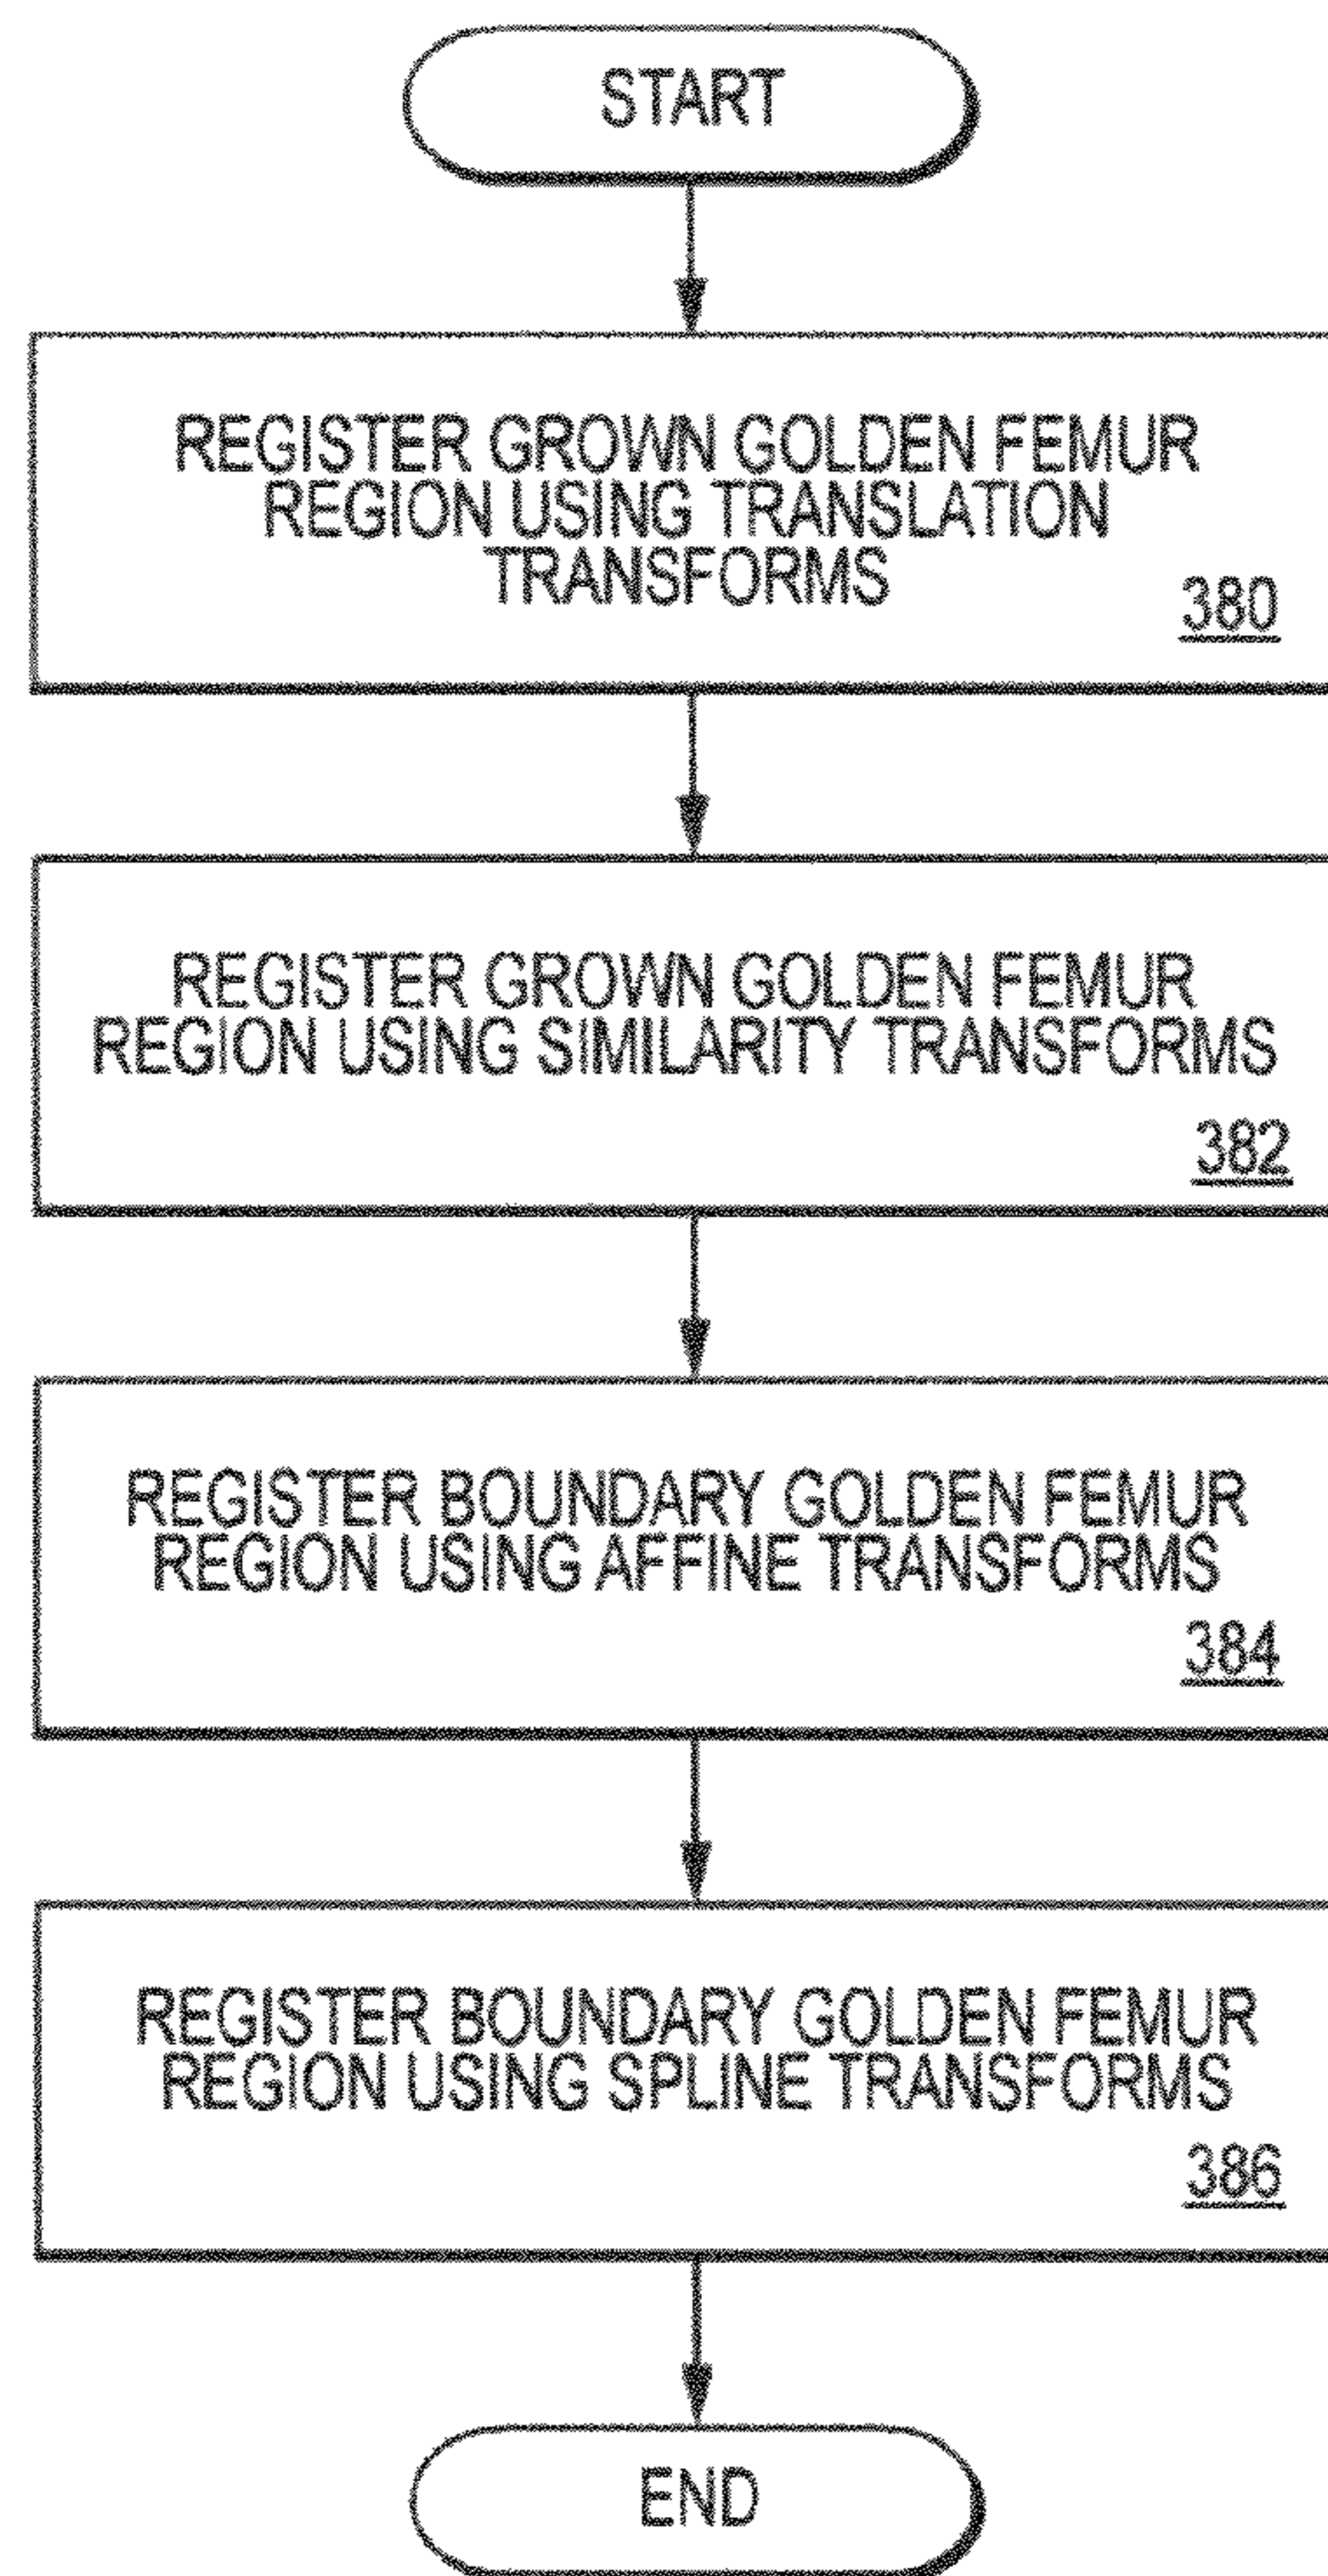 START
REGISTER GROWN GOLDEN FEMUR
REGION USING TRANSLATION
TRANSFORMS
380
REGISTER GROWN GOLDEN FEMUR
REGION USING SIMILARITY TRANSFORMS
382
REGISTER BOUNDARY GOLDEN FEMUR
REGION USING AFFINE TRANSFORMS
384
REGISTER BOUNDARY GOLDEN FEMUR
REGION USING SPLINE TRANSFORMS
386
END